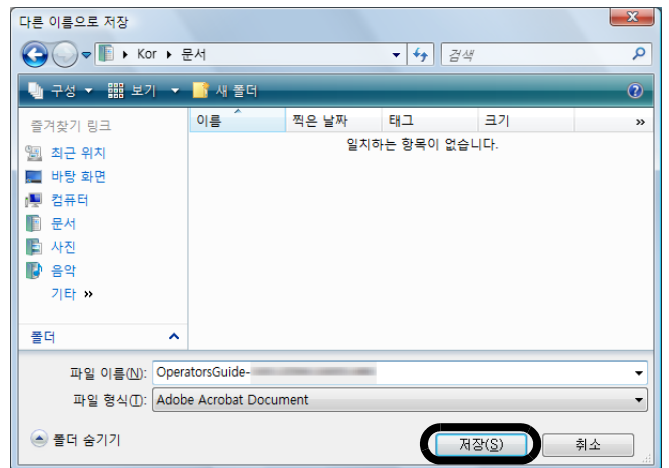 다른 이름으로 저장
Kor ▸ 문서 검색
구성 보기 새 폴더
즐겨찾기 링크
최근 위치
바탕 화면
컴퓨터
문서
사진
음악
기타 »
폴더
이름 찍은 날짜 태그 크기 »
일치하는 항목이 없습니다.
파일 이름(N): OperatorsGuide-
파일 형식(T): Adobe Acrobat Document
폴더 숨기기 저장(S) 취소